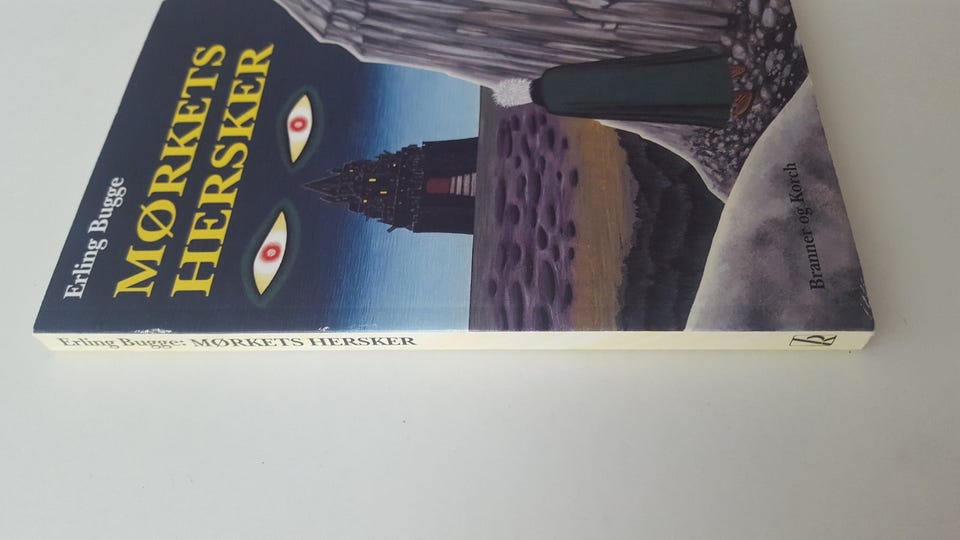 Erling Bugge
MØRKETS
HERSKER
Branner og Korch
Erling Bugge: MØRKETS HERSKER